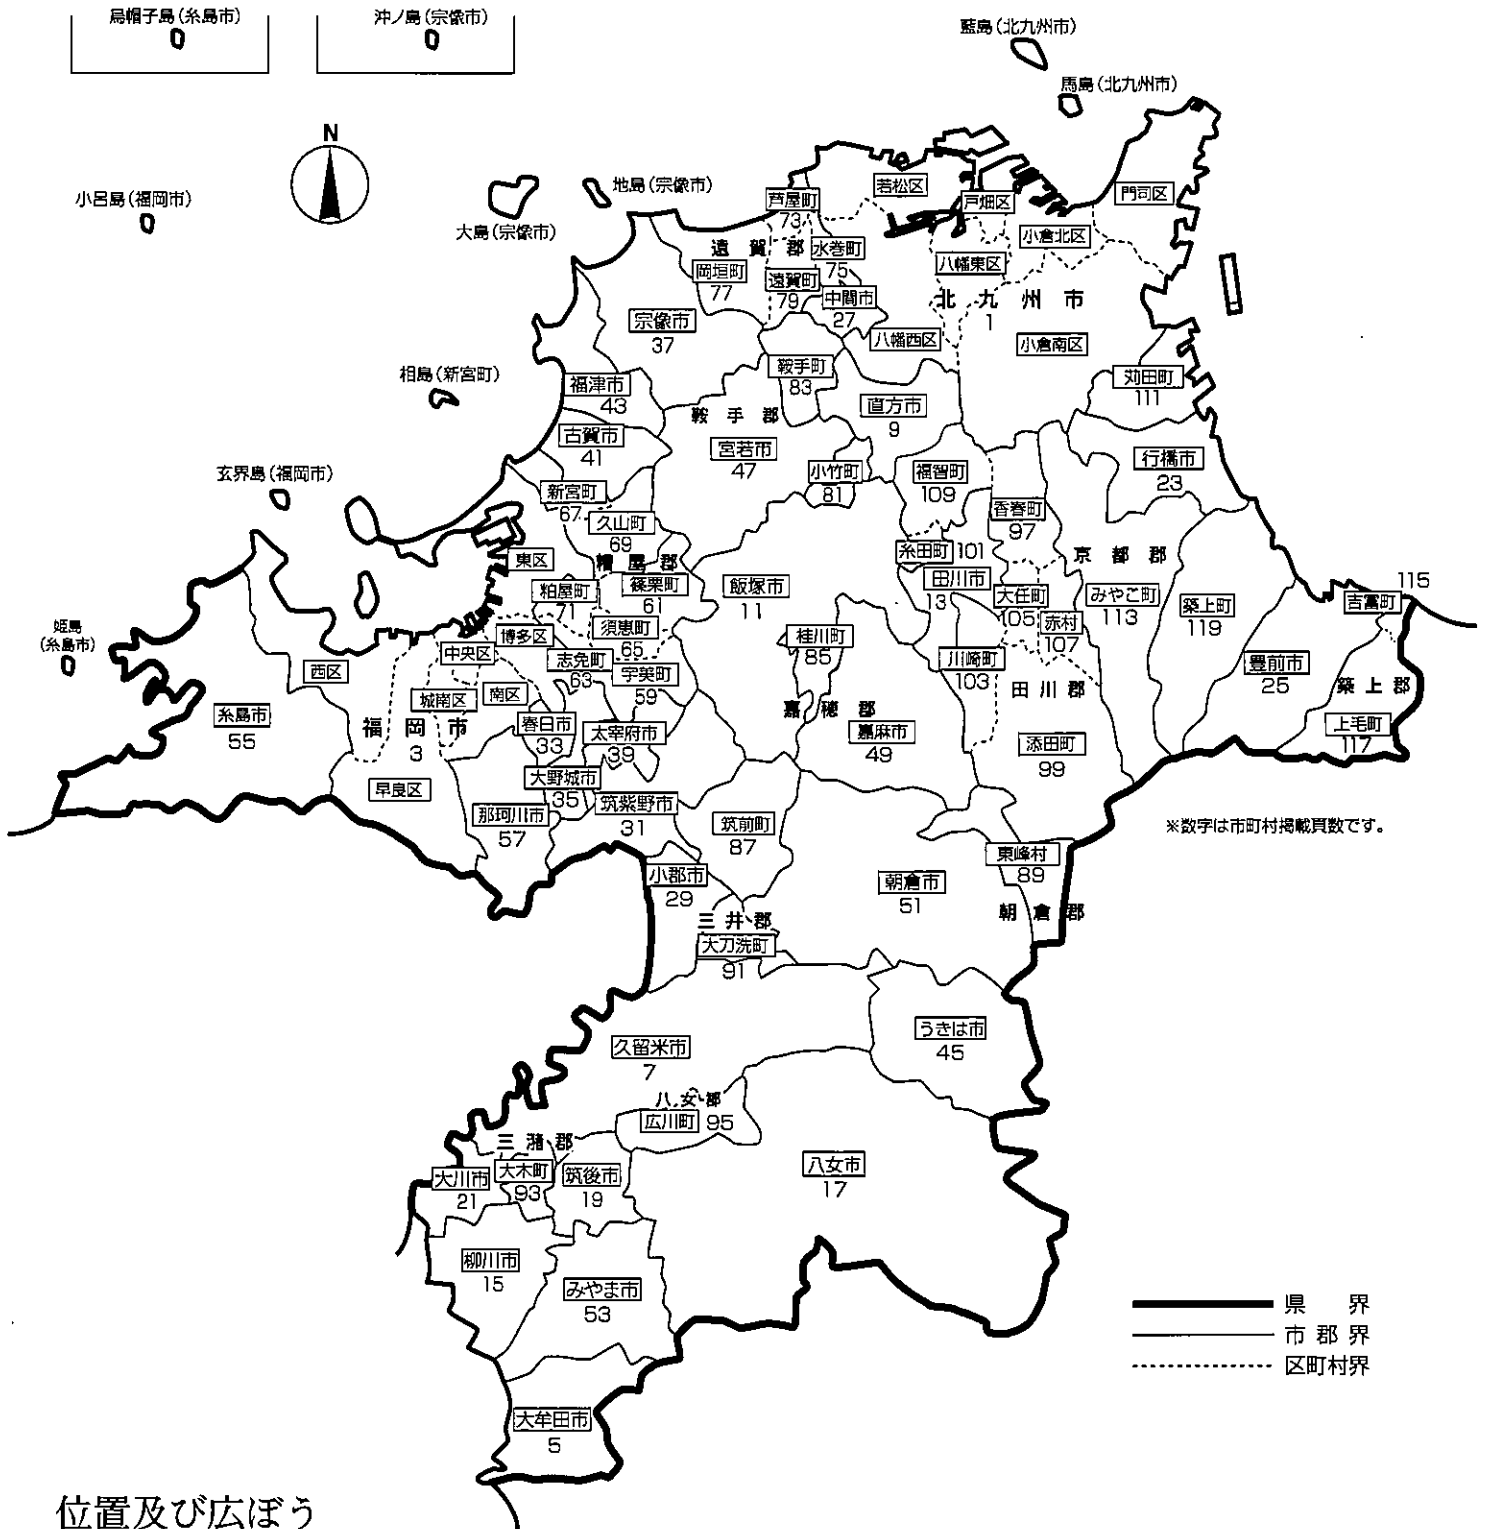 烏帽子島(糸島市)
沖ノ島(宗像市)
藍島(北九州市)
馬島(北九州市)
N
小呂島(福岡市)
大島(宗像市)
地島(宗像市)
相島(新宮町)
玄界島(福岡市)
姫島
(糸島市)
若松区
戸畑区
門司区
小倉北区
八幡東区
北九州市
1
小倉南区
八幡西区
芦屋町
73
遠賀郡
水巻町
75
岡垣町
77
遠賀町
79
中間市
27
宗像市
37
鞍手町
83
直方市
9
苅田町
111
福津市
43
鞍手郡
古賀市
41
宮若市
47
小竹町
81
福智町
109
行橋市
23
新宮町
67
久山町
69
香春町
97
糟屋郡
糸田町 101
京都郡
東区
篠栗町
61
粕屋町
71
飯塚市
11
田川市
13
大任町
105
みやこ町
113
築上町
119
115
吉富町
須恵町
65
赤村
107
博多区
中央区
志免町
63
宇美町
59
桂川町
85
川崎町
103
田川郡
豊前市
25
築上郡
上毛町
117
西区
城南区
南区
糸島市
55
福岡市
3
春日市
33
太宰府市
39
嘉穂郡
嘉麻市
49
添田町
99
早良区
大野城市
35
那珂川市
57
筑紫野市
31
筑前町
87
※数字は市町村掲載頁数です。
東峰村
89
小郡市
29
朝倉市
51
朝倉郡
三井郡
大刀洗町
91
うきは市
45
久留米市
7
八女郡
広川町 95
三潴郡
大川市
21
大木町
93
筑後市
19
八女市
17
柳川市
15
みやま市
53
県界
市郡界
区町村界
大牟田市
5
位置及び広ぼう